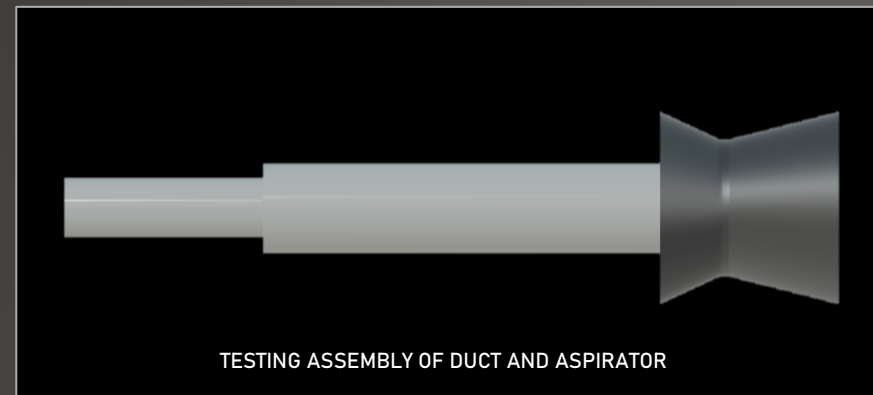 TESTING ASSEMBLY OF DUCT AND ASPIRATOR